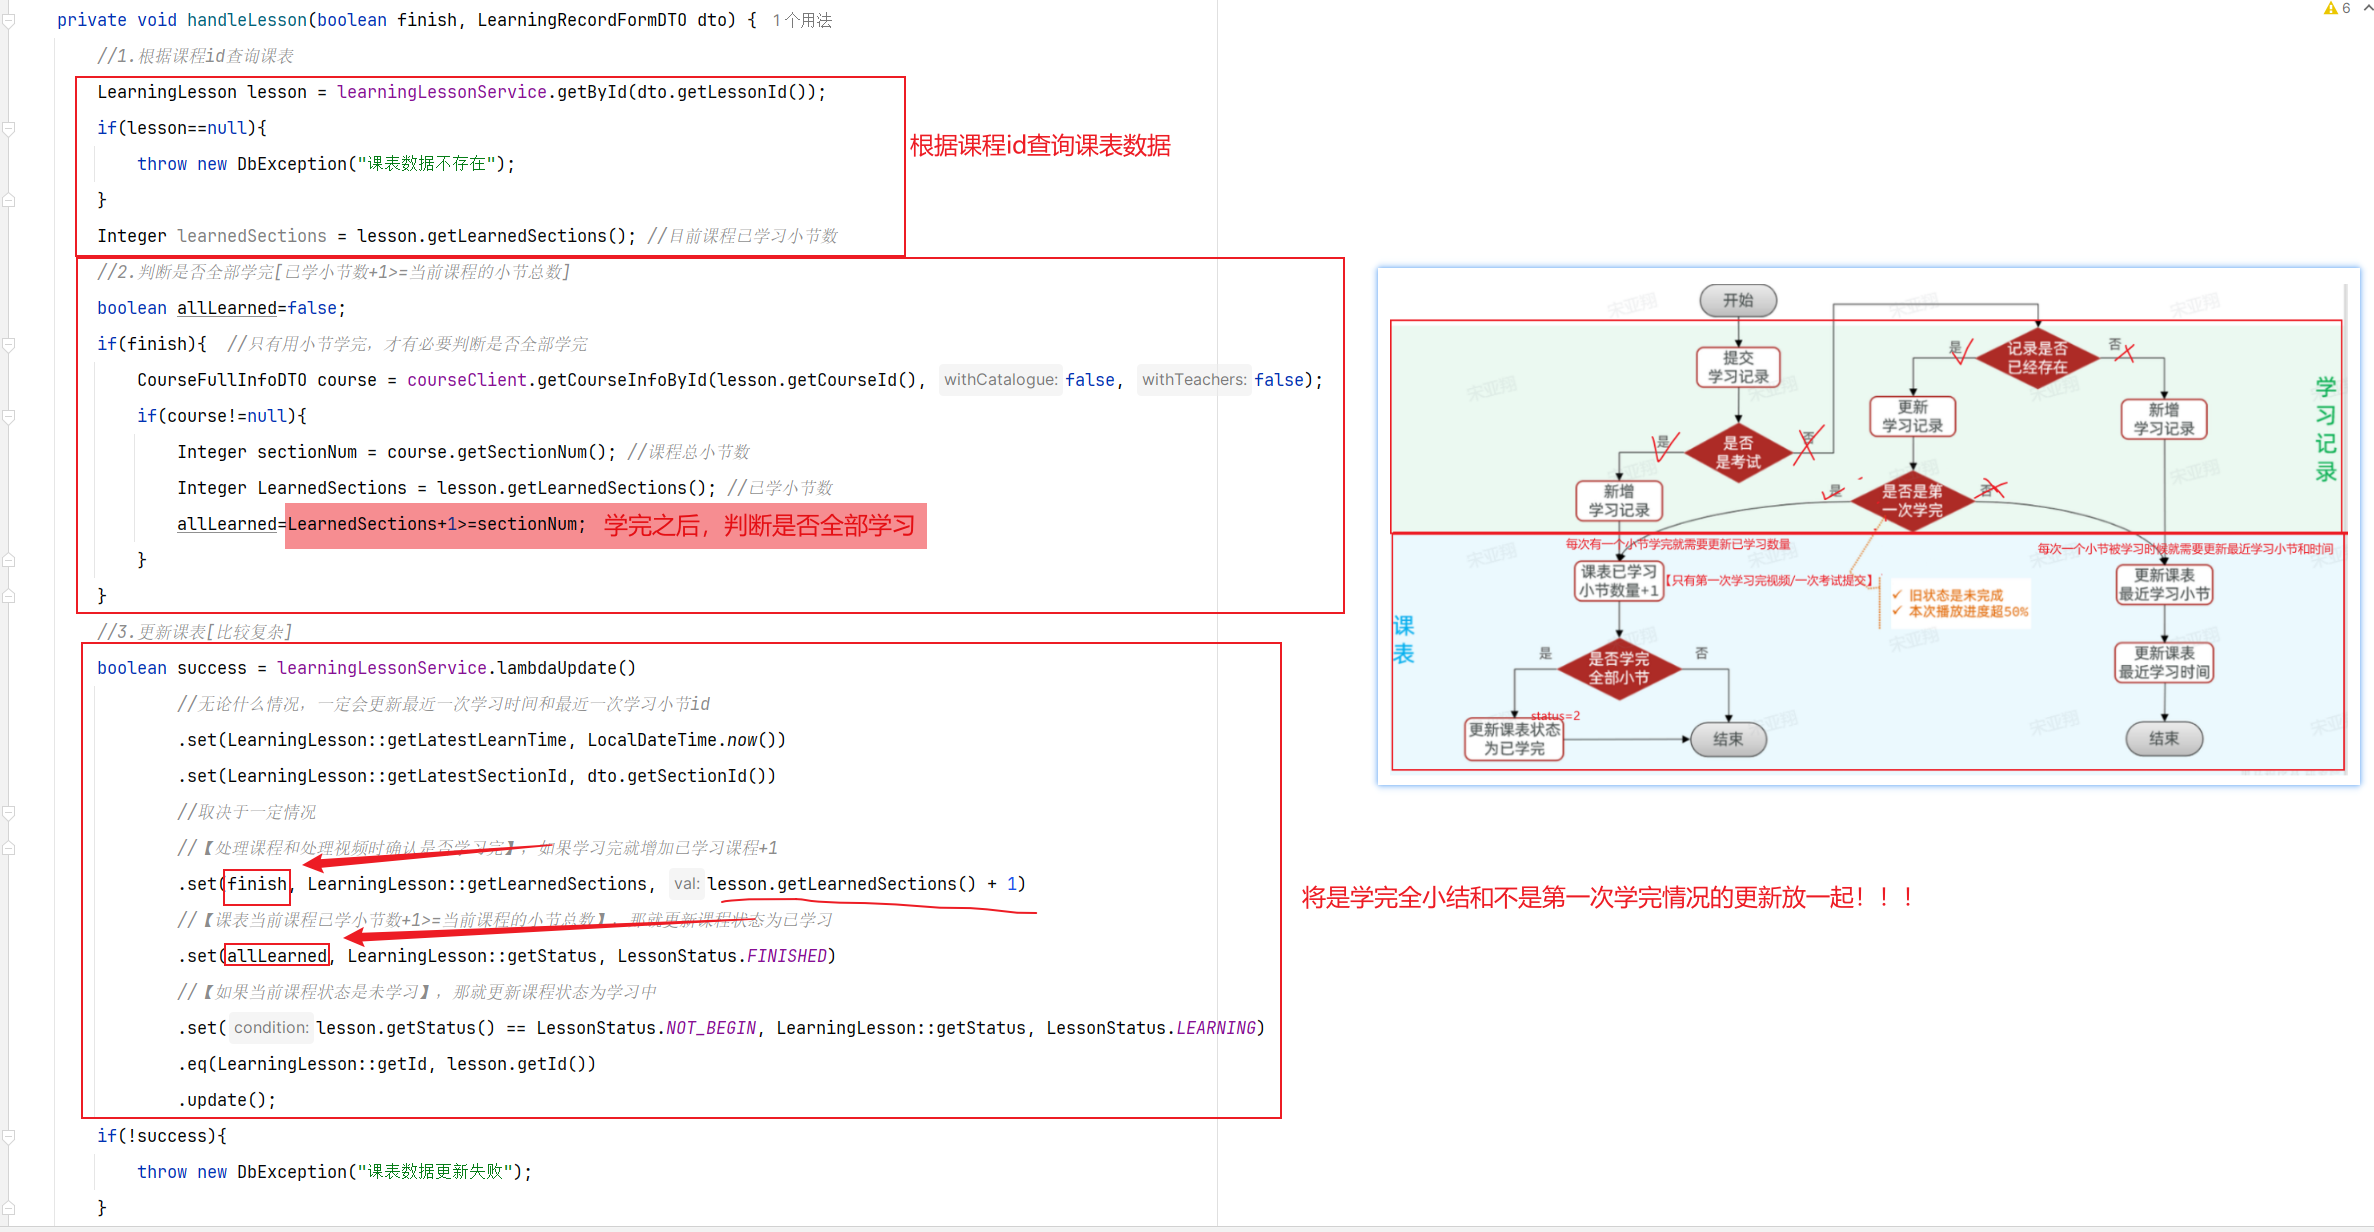 private void handleLesson(boolean finish, LearningRecordFormDTO dto) { 1 个用法
6
//1.根据课程id查询课表
LearningLesson lesson = learningLessonService.getById(dto.getLessonId());
if(lesson==null){
throw new DbException("课表数据不存在");
}
根据课程id查询课表数据
Integer learnedSections = lesson.getLearnedSections(); //目前课程已学习小节数
//2.判断是否全部学完[已学小节数+1>=当前课程的小节总数]
boolean allLearned=false;
if(finish){ //只有用小节学完，才有必要判断是否全部学完
CourseFullInfoDTO course = courseClient.getCourseInfoById(lesson.getCourseId(), withCatalogue: false, withTeachers: false);
if(course!=null){
Integer sectionNum = course.getSectionNum(); //课程总小节数
Integer LearnedSections = lesson.getLearnedSections(); //已学小节数
allLearned=LearnedSections+1>=sectionNum; 学完之后，判断是否全部学习
}
}
//3.更新课表[比较复杂]
boolean success = learningLessonService.lambdaUpdate()
//无论什么情况，一定会更新最近一次学习时间和最近一次学习小节id
.set(LearningLesson::getLatestLearnTime, LocalDateTime.now())
.set(LearningLesson::getLatestSectionId, dto.getSectionId())
//取决于一定情况
//【处理课程和处理视频时确认是否学习完】，如果学习完就增加已学习课程+1
.set(finish, LearningLesson::getLearnedSections, val: lesson.getLearnedSections() + 1)
//【课表当前课程已学小节数+1>=当前课程的小节总数】，那就更新课程状态为已学习
.set(allLearned, LearningLesson::getStatus, LessonStatus.FINISHED)
//【如果当前课程状态是未学习】，那就更新课程状态为学习中
.set( condition: lesson.getStatus() == LessonStatus.NOT_BEGIN, LearningLesson::getStatus, LessonStatus.LEARNING)
.eq(LearningLesson::getId, lesson.getId())
.update();
if(!success){
throw new DbException("课表数据更新失败");
}
将是学完全小结和不是第一次学完情况的更新放一起！！！
开始
提交
学习记录
是否
是考试
是
否
新增
学习记录
记录是否
已经存在
是
否
更新
学习记录
新增
学习记录
是否是第
一次学完
是
否
学习记录
每次有一个小节学完就需要更新已学习数量
每次一个小节被学习时候就需要更新最近学习小节和时间
课表已学习
小节数量+1
【只有第一次学习完视频/一次考试提交】
✓ 旧状态是未完成
✓ 本次播放进度超50%
更新课表
最近学习小节
课表
是否学完
全部小节
是
否
更新课表
最近学习时间
status=2
更新课表状态
为已学完
结束
结束
宋亚翔